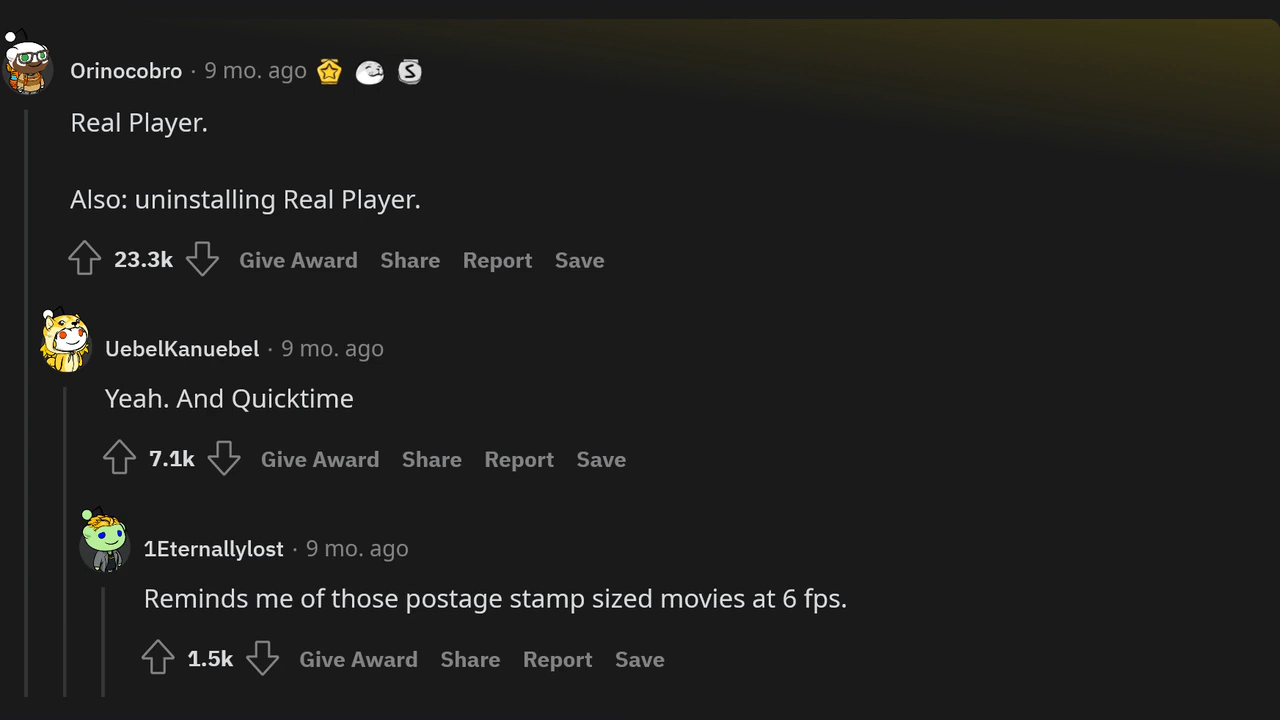 Orinocobro · 9 mo. ago
Real Player.
Also: uninstalling Real Player.
23.3k Give Award Share Report Save
UebelKanuebel · 9 mo. ago
Yeah. And Quicktime
7.1k Give Award Share Report Save
1Eternallylost · 9 mo. ago
Reminds me of those postage stamp sized movies at 6 fps.
1.5k Give Award Share Report Save